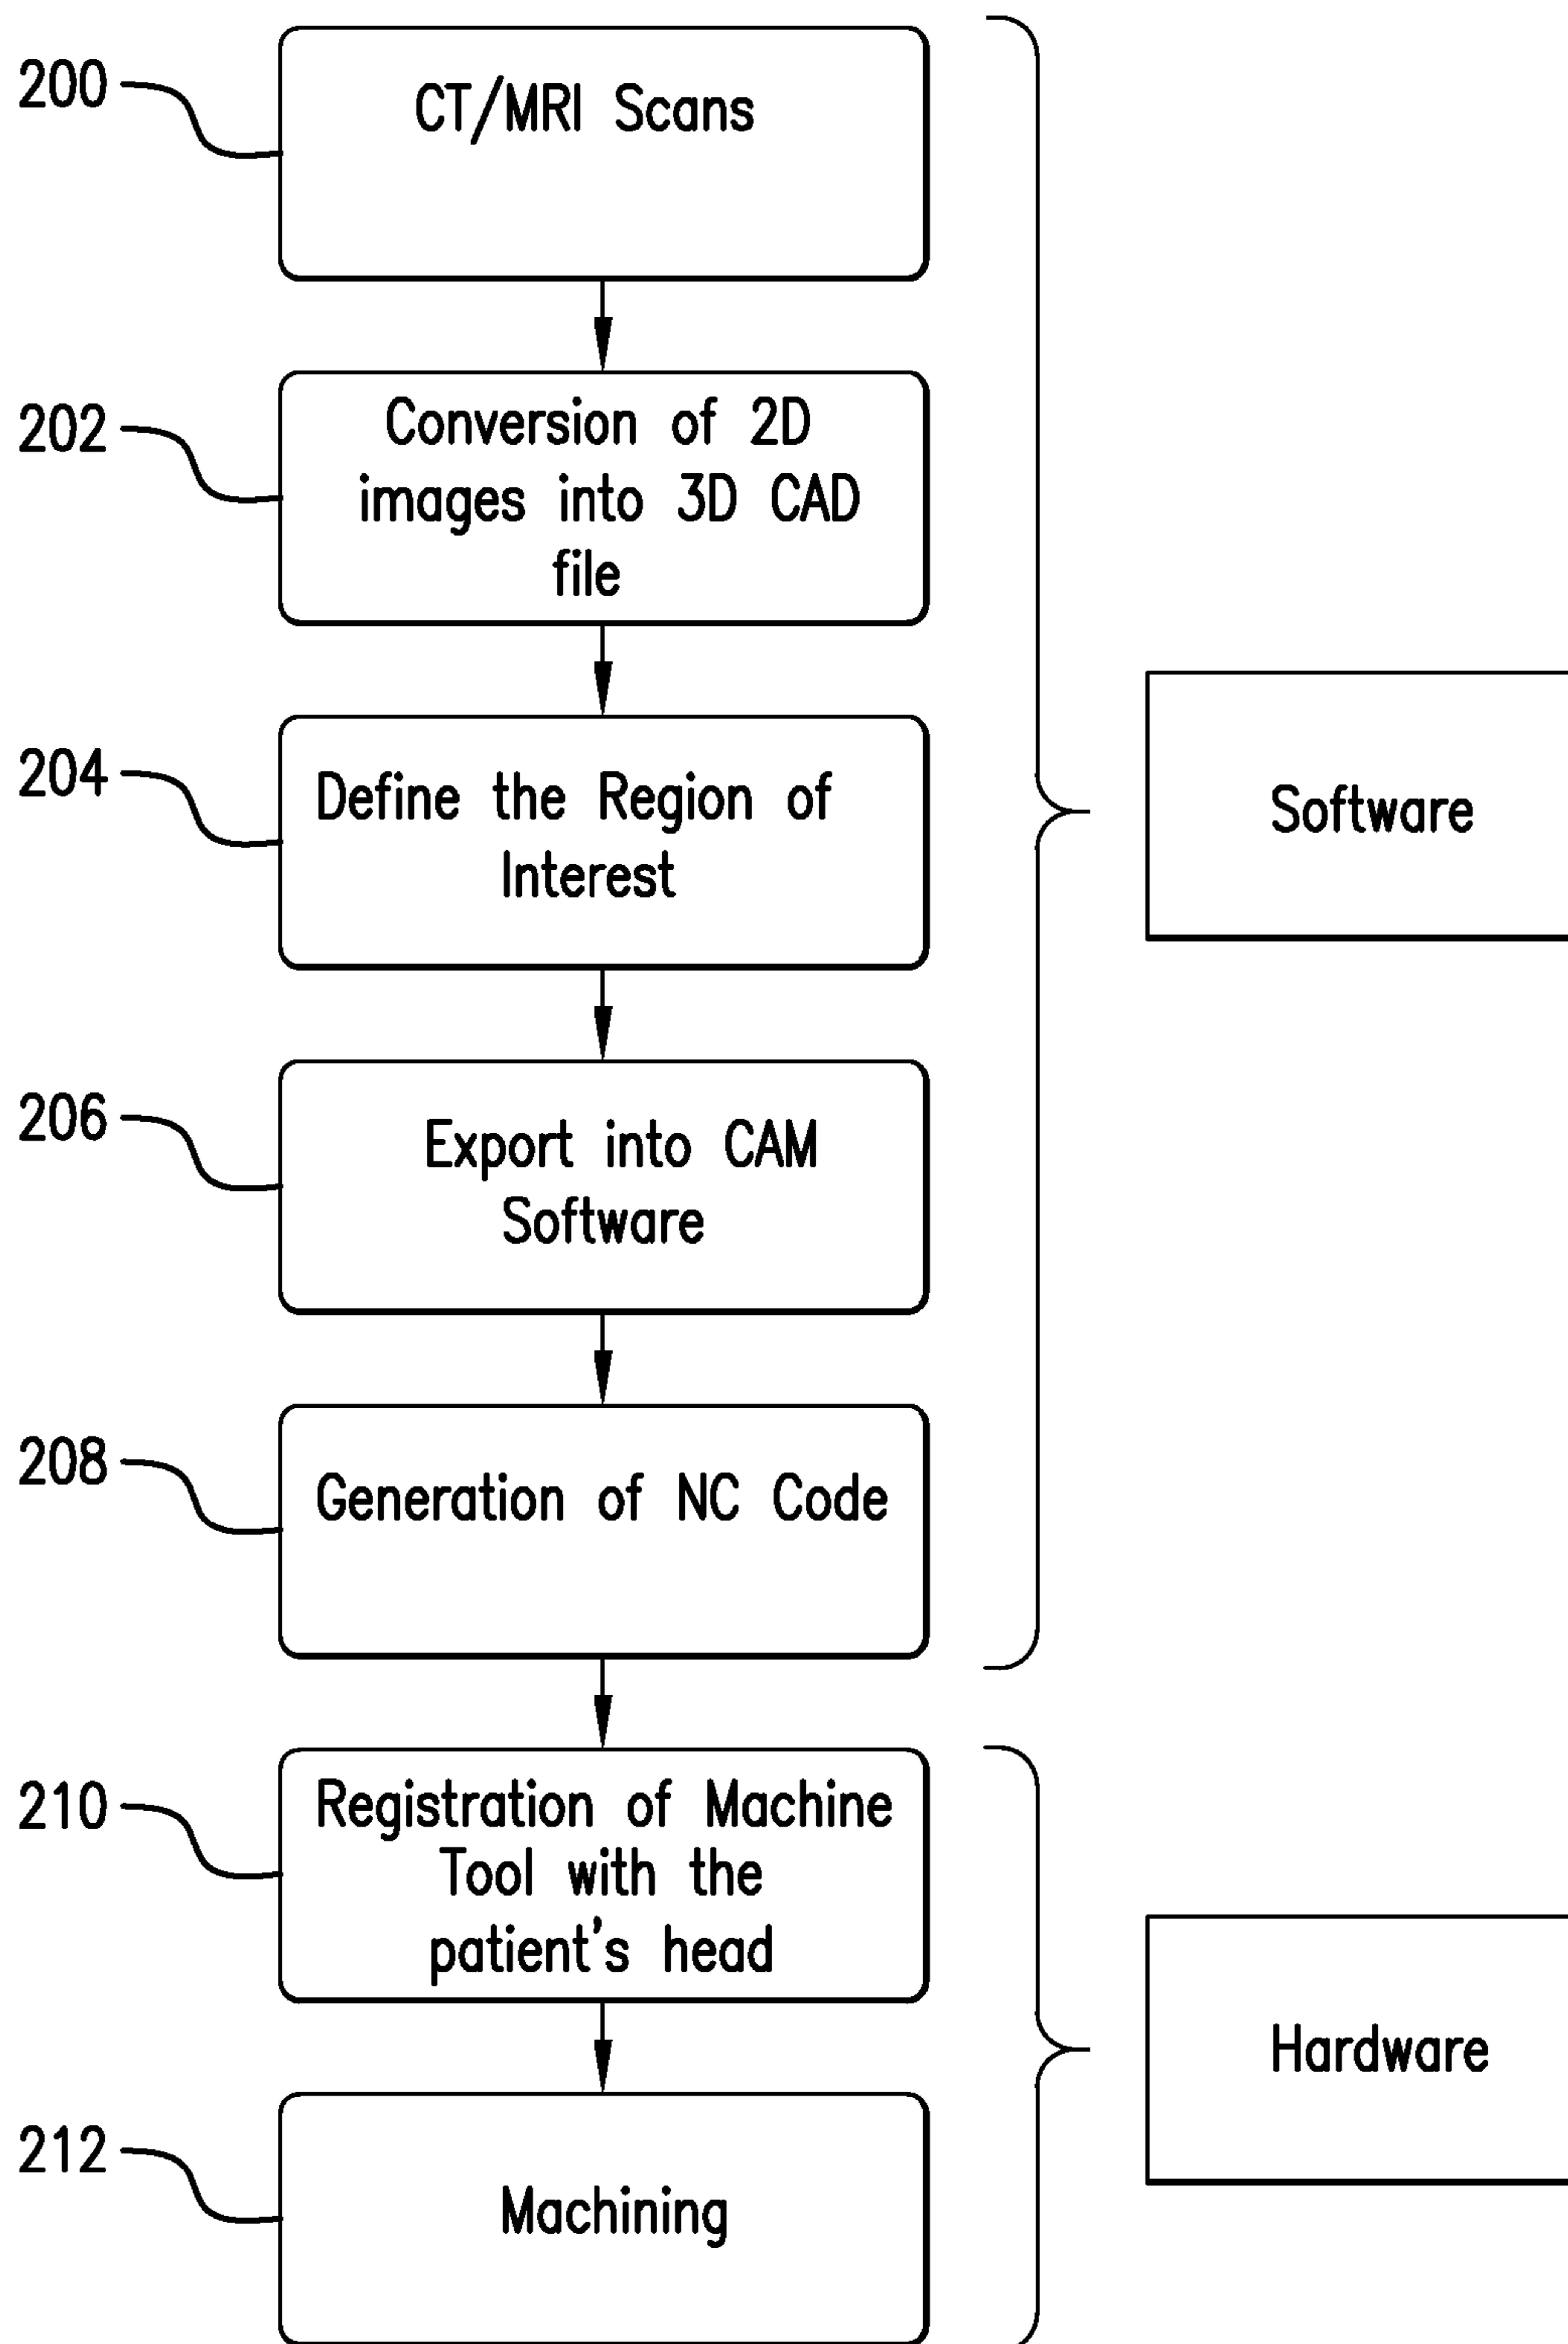 200
CT/MRI Scans
202
Conversion of 2D
images into 3D CAD
file
204
Define the Region of
Interest
Software
206
Export into CAM
Software
208
Generation of NC Code
210
Registration of Machine
Tool with the
patient's head
Hardware
212
Machining